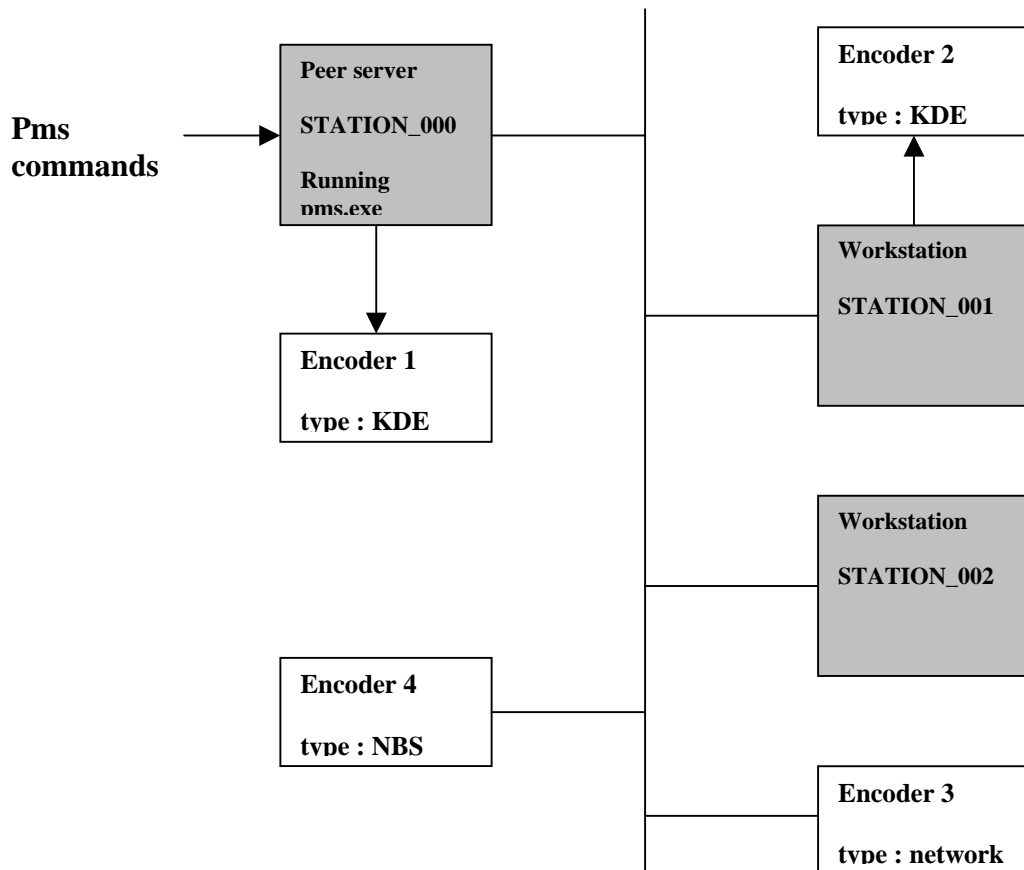 Pms
commands
Peer server
STATION_000
Running
pms.exe
Encoder 1
type : KDE
Encoder 4
type : NBS
Encoder 2
type : KDE
Workstation
STATION_001
Workstation
STATION_002
Encoder 3
type : network